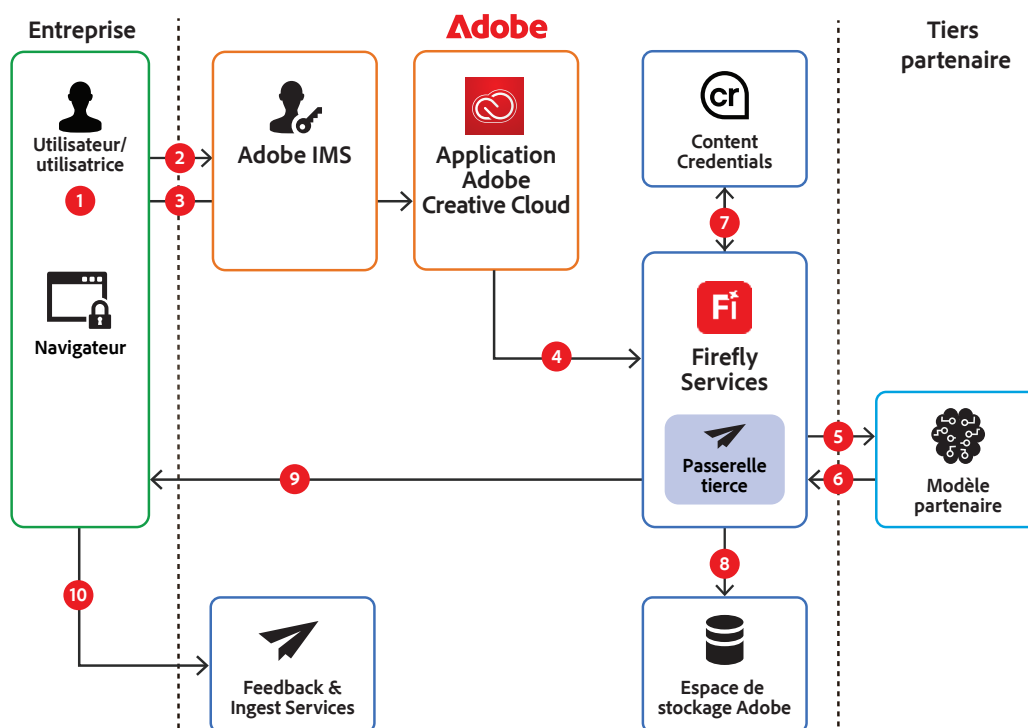 Entreprise
Adobe
Tiers
partenaire
Utilisateur/
utilisatrice
1
2
3
Navigateur
Adobe IMS
Application
Adobe
Creative Cloud
cr
Content
Credentials
7
4
Fi
Firefly
Services
Passerelle
tierce
5
6
Modèle
partenaire
9
8
10
Feedback &
Ingest Services
Espace de
stockage Adobe